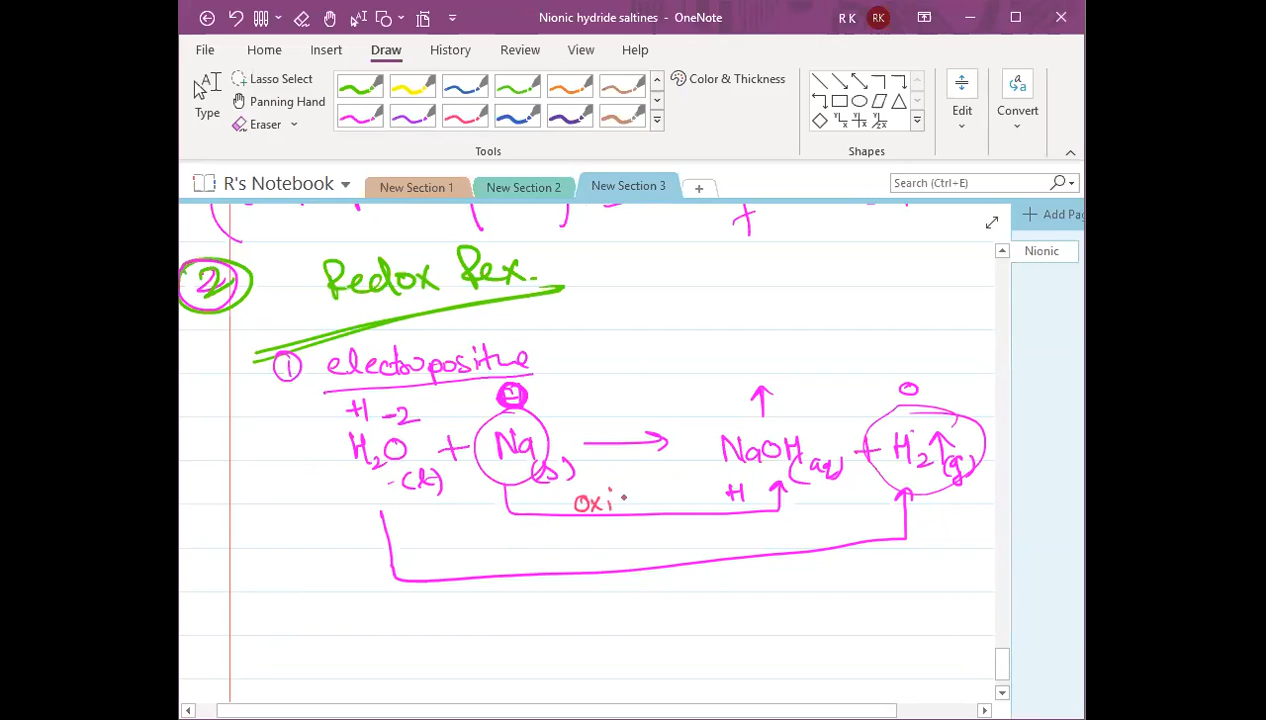 Nionic hydride saltines - OneNote
R K
RK
File Home Insert Draw History Review View Help
Type
Lasso Select
Panning Hand
Eraser
Color & Thickness
Edit
Convert
Tools
Shapes
R's Notebook
New Section 1
New Section 2
New Section 3
Search (Ctrl+E)
Add Pag
Nionic
2 Redox Rex.
1 electropositive
+1 -2 0
H2O + Na → NaOH + H2↑
(l) (s) (aq) (g)
+1
oxi